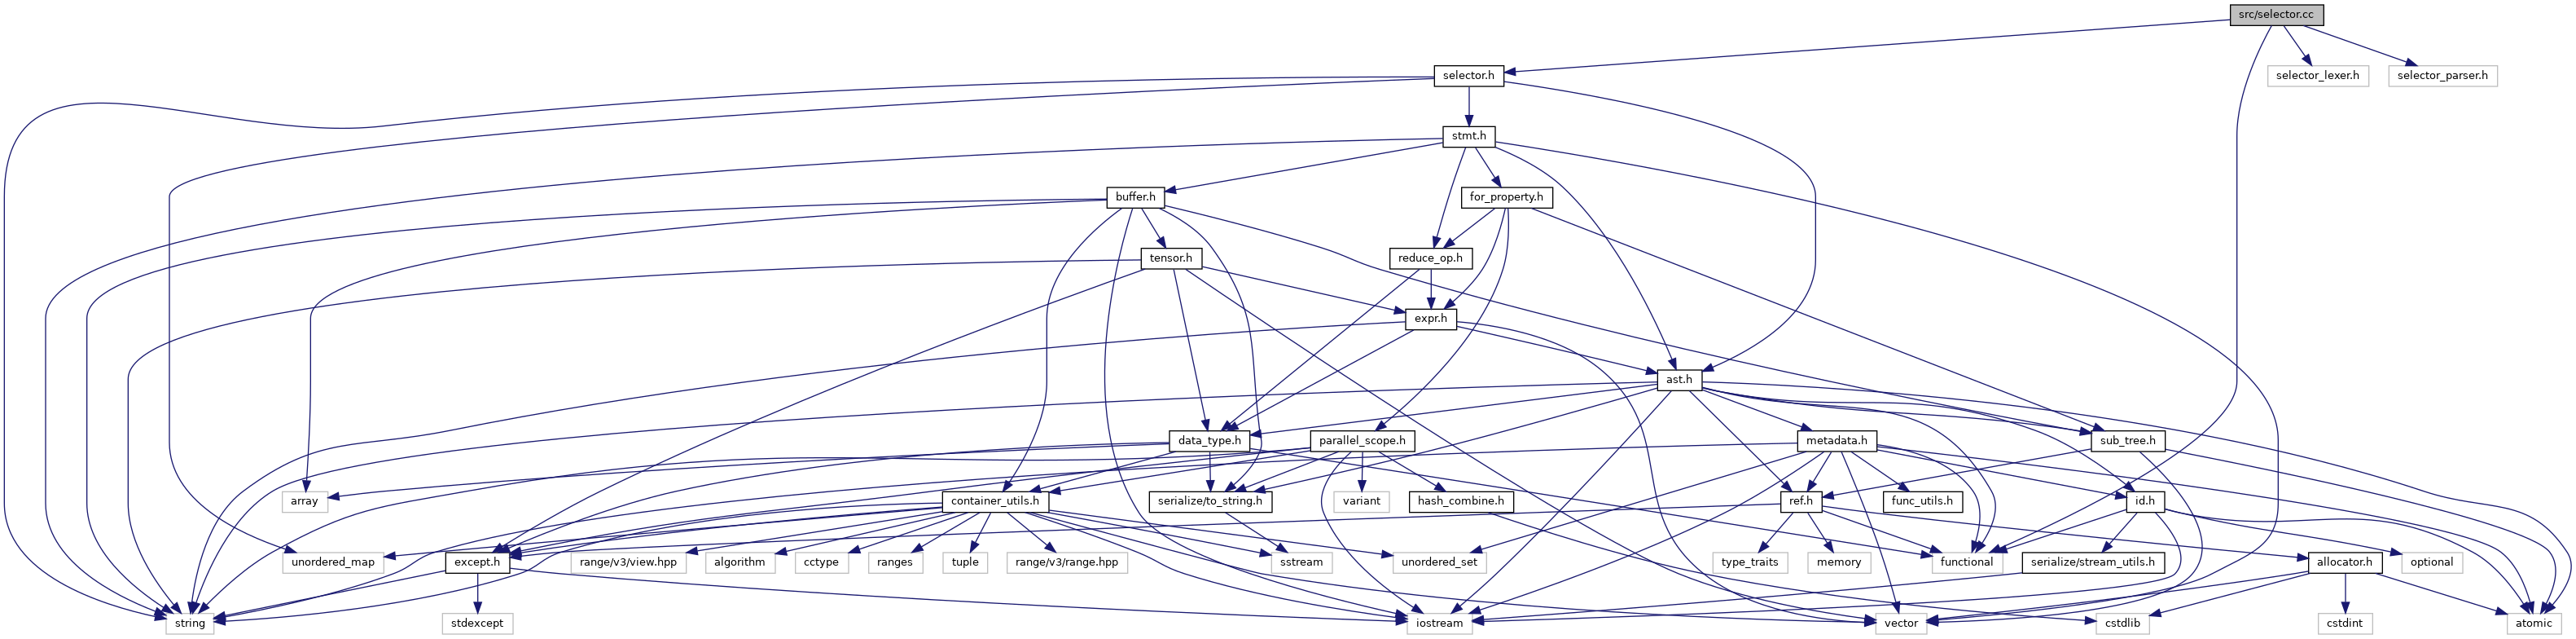 src/selector.cc
selector.h
selector_lexer.h
selector_parser.h
stmt.h
buffer.h
for_property.h
tensor.h
reduce_op.h
expr.h
ast.h
data_type.h
parallel_scope.h
metadata.h
sub_tree.h
array
container_utils.h
serialize/to_string.h
variant
hash_combine.h
ref.h
func_utils.h
id.h
unordered_map
except.h
range/v3/view.hpp
algorithm
cctype
ranges
tuple
range/v3/range.hpp
sstream
unordered_set
type_traits
memory
functional
serialize/stream_utils.h
allocator.h
optional
string
stdexcept
iostream
vector
cstdlib
cstdint
atomic